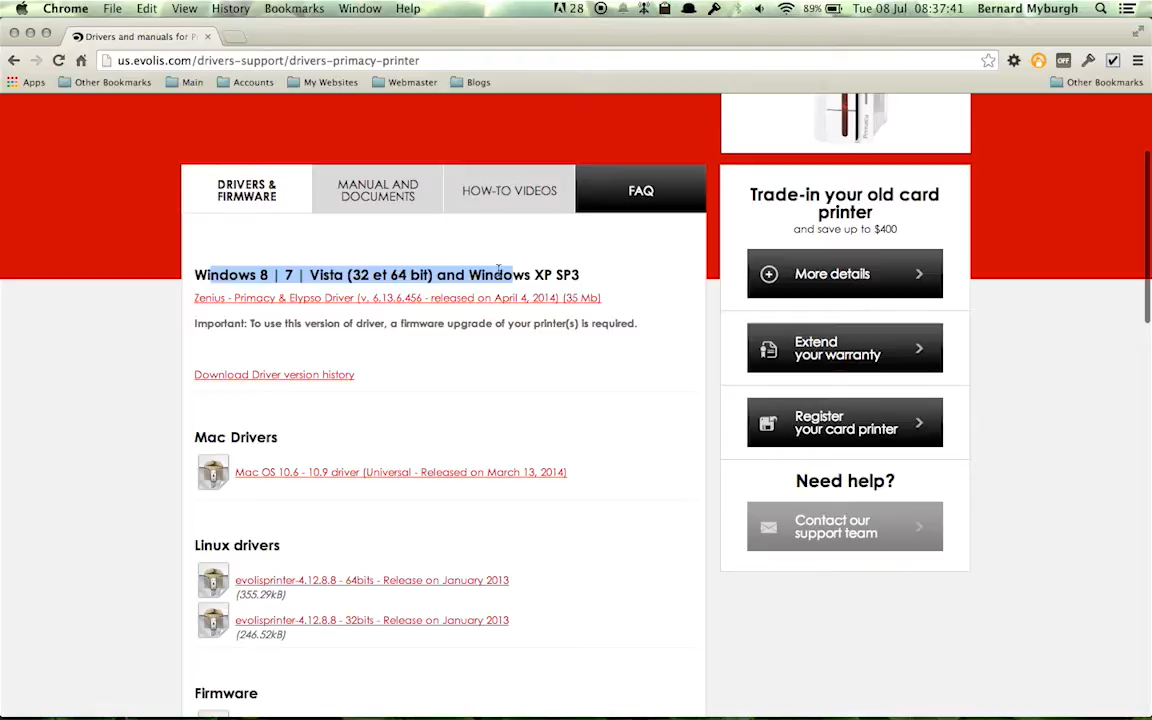 Chrome File Edit View History Bookmarks Window Help 28 89% Tue 08 Jul 08:37:41 Bernard Myburgh
Drivers and manuals for P
us.evolis.com/drivers-support/drivers-primacy-printer
OFF
Apps Other Bookmarks Main Accounts My Websites Webmaster Blogs Other Bookmarks
Primacy
DRIVERS &
FIRMWARE
MANUAL AND
DOCUMENTS
HOW-TO VIDEOS
FAQ
Windows 8 | 7 | Vista (32 et 64 bit) and Windows XP SP3
Zenius - Primacy & Elypso Driver (v. 6.13.6.456 - released on April 4, 2014) (35 Mb)
Important: To use this version of driver, a firmware upgrade of your printer(s) is required.
Download Driver version history
Mac Drivers
Mac OS 10.6 - 10.9 driver (Universal - Released on March 13, 2014)
Linux drivers
evolisprinter-4.12.8.8 - 64bits - Release on January 2013
(355.29kB)
evolisprinter-4.12.8.8 - 32bits - Release on January 2013
(246.52kB)
Firmware
Trade-in your old card
printer
and save up to $400
More details
Extend
your warranty
Register
your card printer
Need help?
Contact our
support team